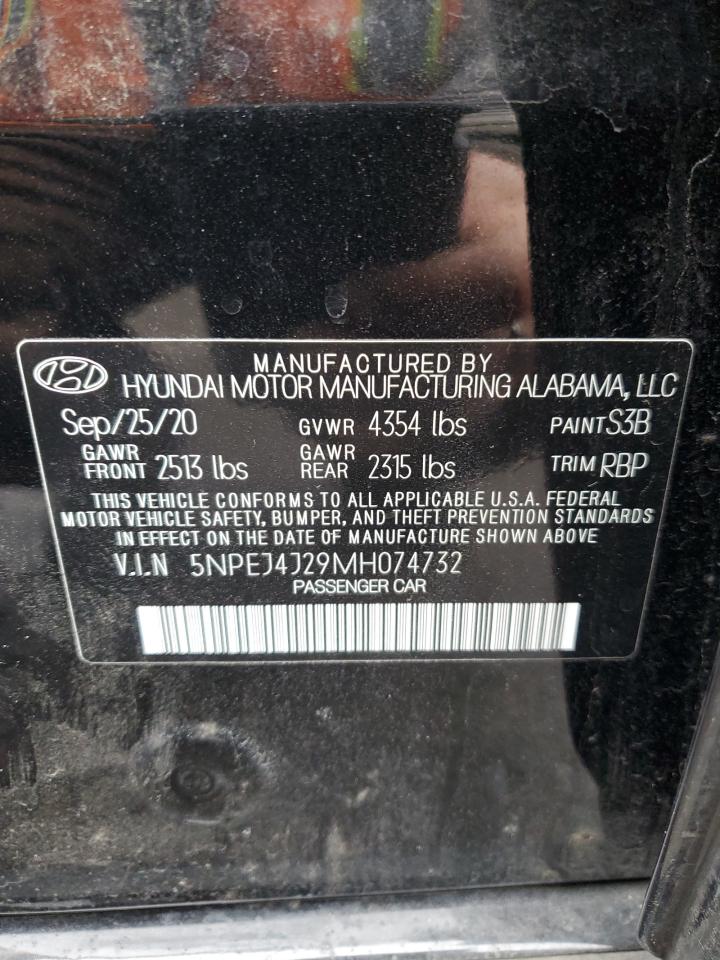 MANUFACTURED BY
HYUNDAI MOTOR MANUFACTURING ALABAMA, LLC
Sep/25/20 GVWR 4354 lbs PAINT S3B
GAWR FRONT 2513 lbs GAWR REAR 2315 lbs TRIM RBP
THIS VEHICLE CONFORMS TO ALL APPLICABLE U.S.A. FEDERAL
MOTOR VEHICLE SAFETY, BUMPER, AND THEFT PREVENTION STANDARDS
IN EFFECT ON THE DATE OF MANUFACTURE SHOWN ABOVE
V.I.N 5NPEJ4J29MH074732
PASSENGER CAR